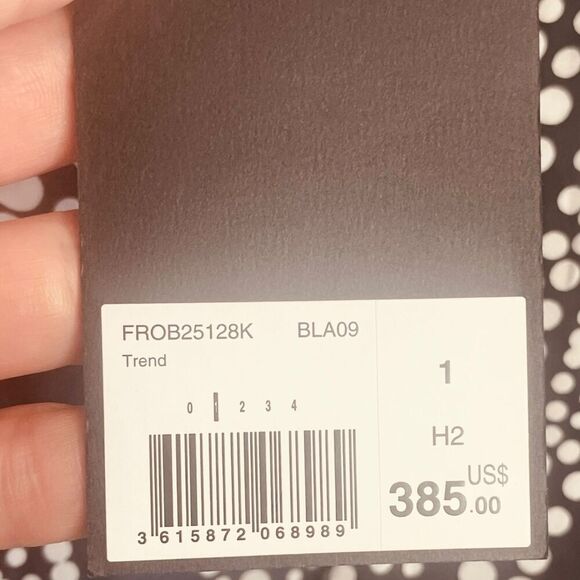 FROB25128K BLA09
Trend
0 1 2 3 4
3 615872 068989
1
H2
385.00 US$